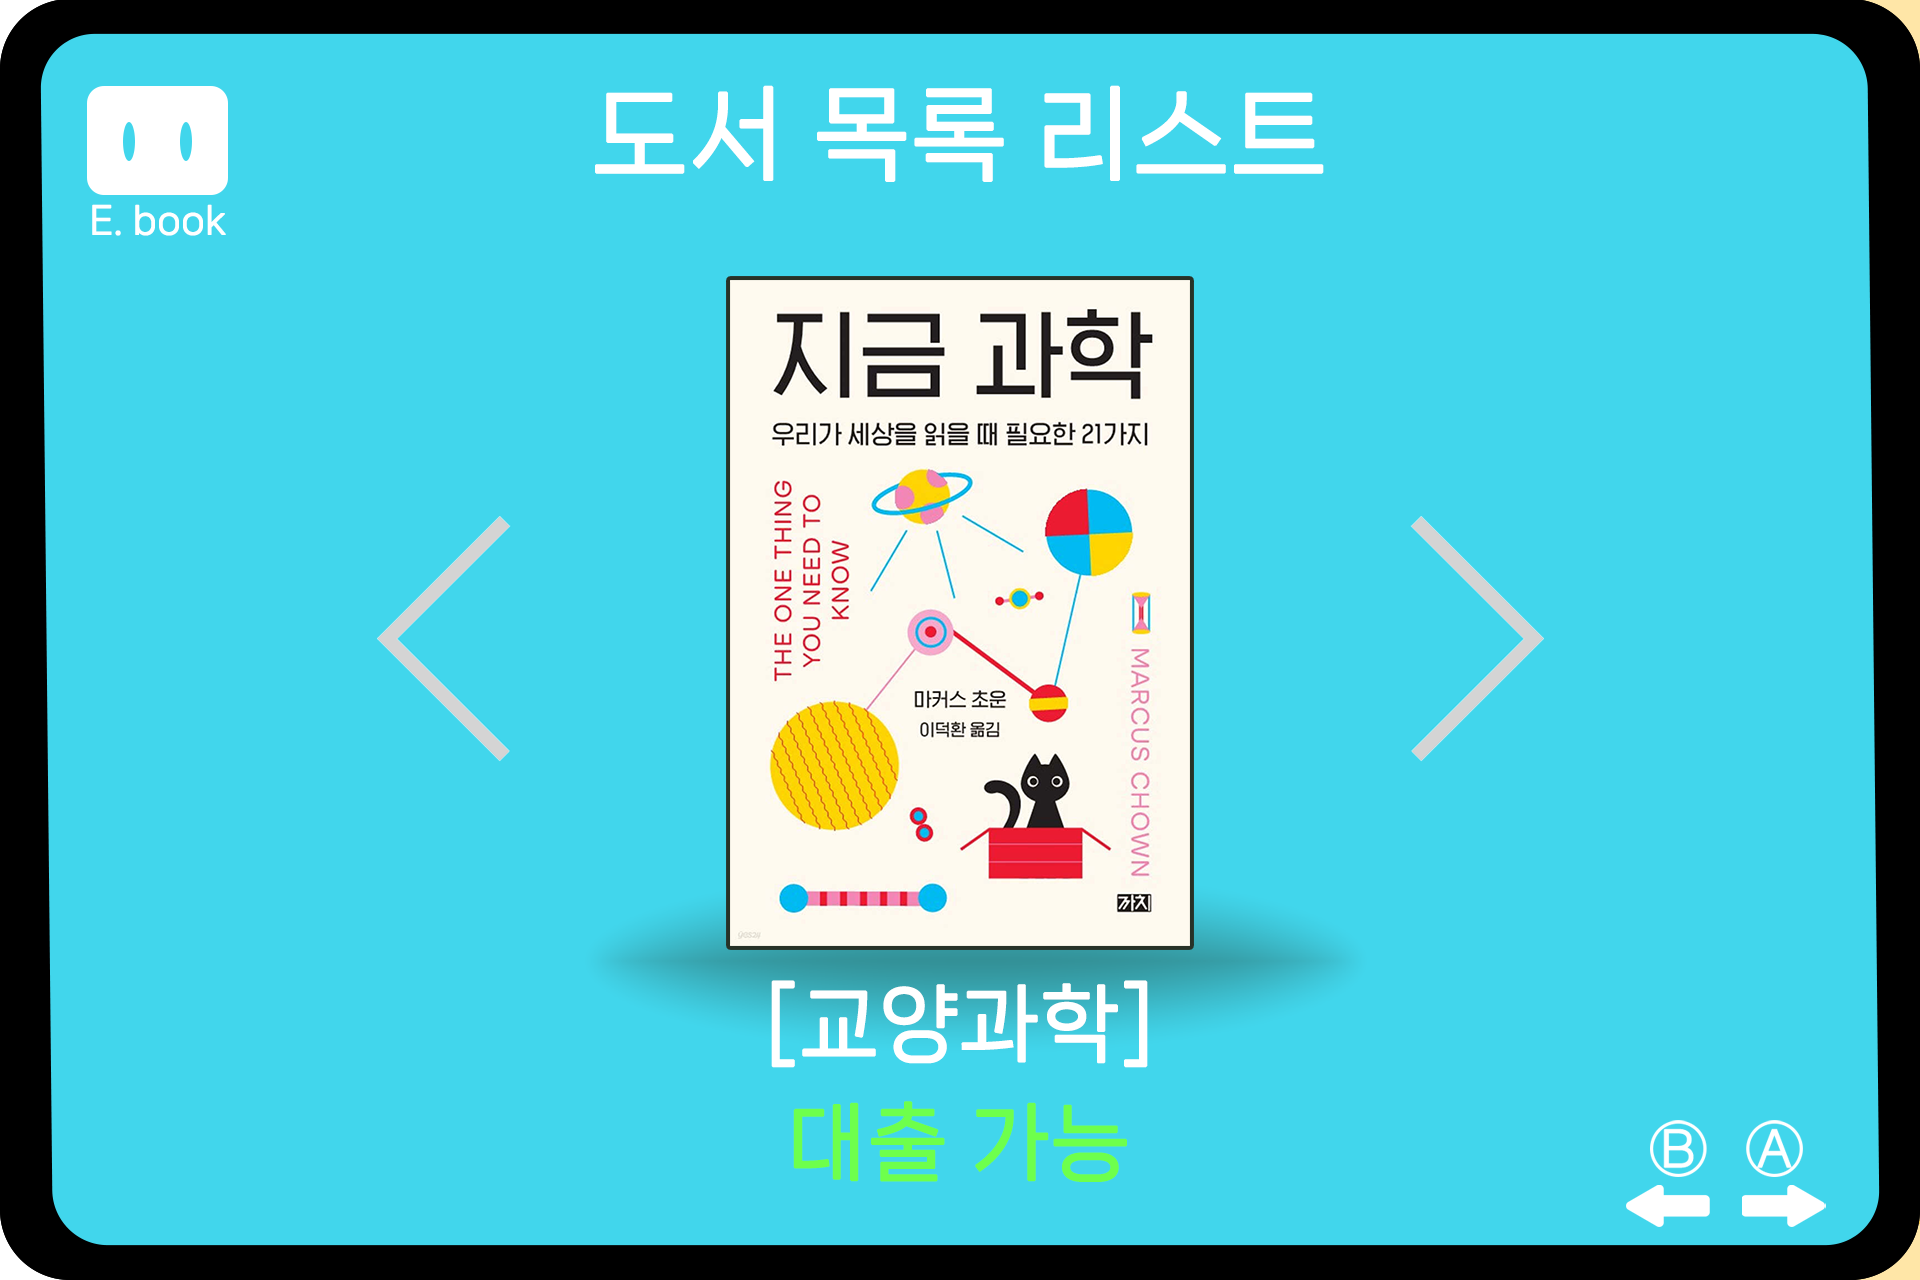 도서 목록 리스트
E. book
지금 과학
우리가 세상을 읽을 때 필요한 21가지
THE ONE THING
YOU NEED TO
KNOW
마커스 초운
이덕환 옮김
MARCUS CHOWN
까치
[교양과학]
대출 가능
B A